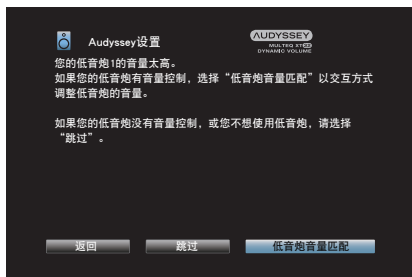 Audyssey设置
AUDYSSEY
MULTEQ XT32
DYNAMIC VOLUME
您的低音炮1的音量太高。
如果您的低音炮有音量控制，选择“低音炮音量匹配”以交互方式
调整低音炮的音量。
如果您的低音炮没有音量控制，或您不想使用低音炮，请选择
“跳过”。
返回
跳过
低音炮音量匹配